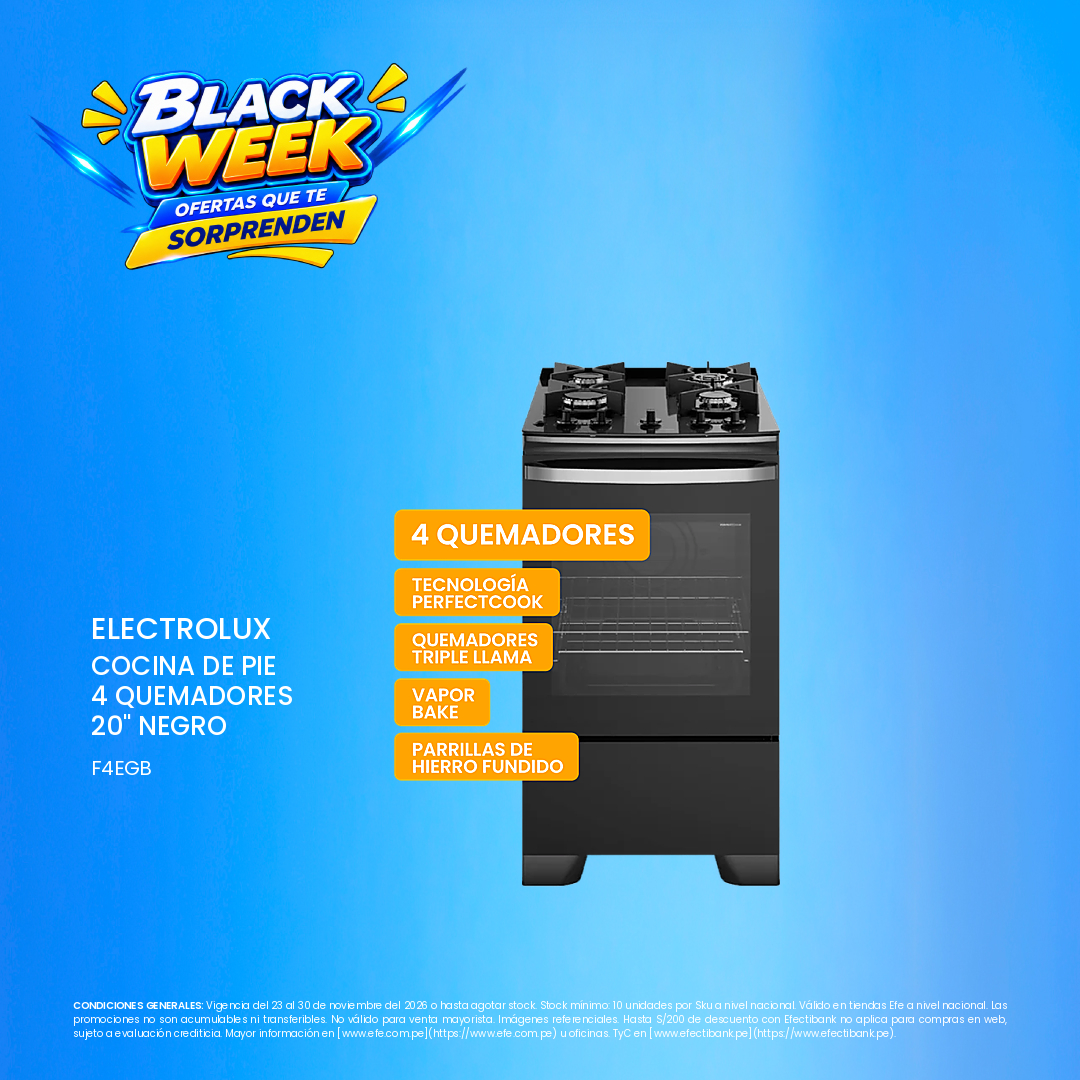 BLACK
WEEK
OFERTAS QUE TE
SORPRENDEN
4 QUEMADORES
TECNOLOGÍA
PERFECTCOOK
QUEMADORES
TRIPLE LLAMA
VAPOR
BAKE
PARRILLAS DE
HIERRO FUNDIDO
ELECTROLUX
COCINA DE PIE
4 QUEMADORES
20" NEGRO
F4EGB
CONDICIONES GENERALES: Vigencia del 23 al 30 de noviembre del 2026 o hasta agotar stock. Stock mínimo: 10 unidades por Sku a nivel nacional. Válido en tiendas Efe a nivel nacional. Las
promociones no son acumulables ni transferibles. No válido para venta mayorista. Imágenes referenciales. Hasta S/200 de descuento con Efectibank no aplica para compras en web,
sujeto a evaluación crediticia. Mayor información en [www.efe.com.pe](https://www.efe.com.pe) u oficinas. TyC en [www.efectibank.pe](https://www.efectibank.pe).